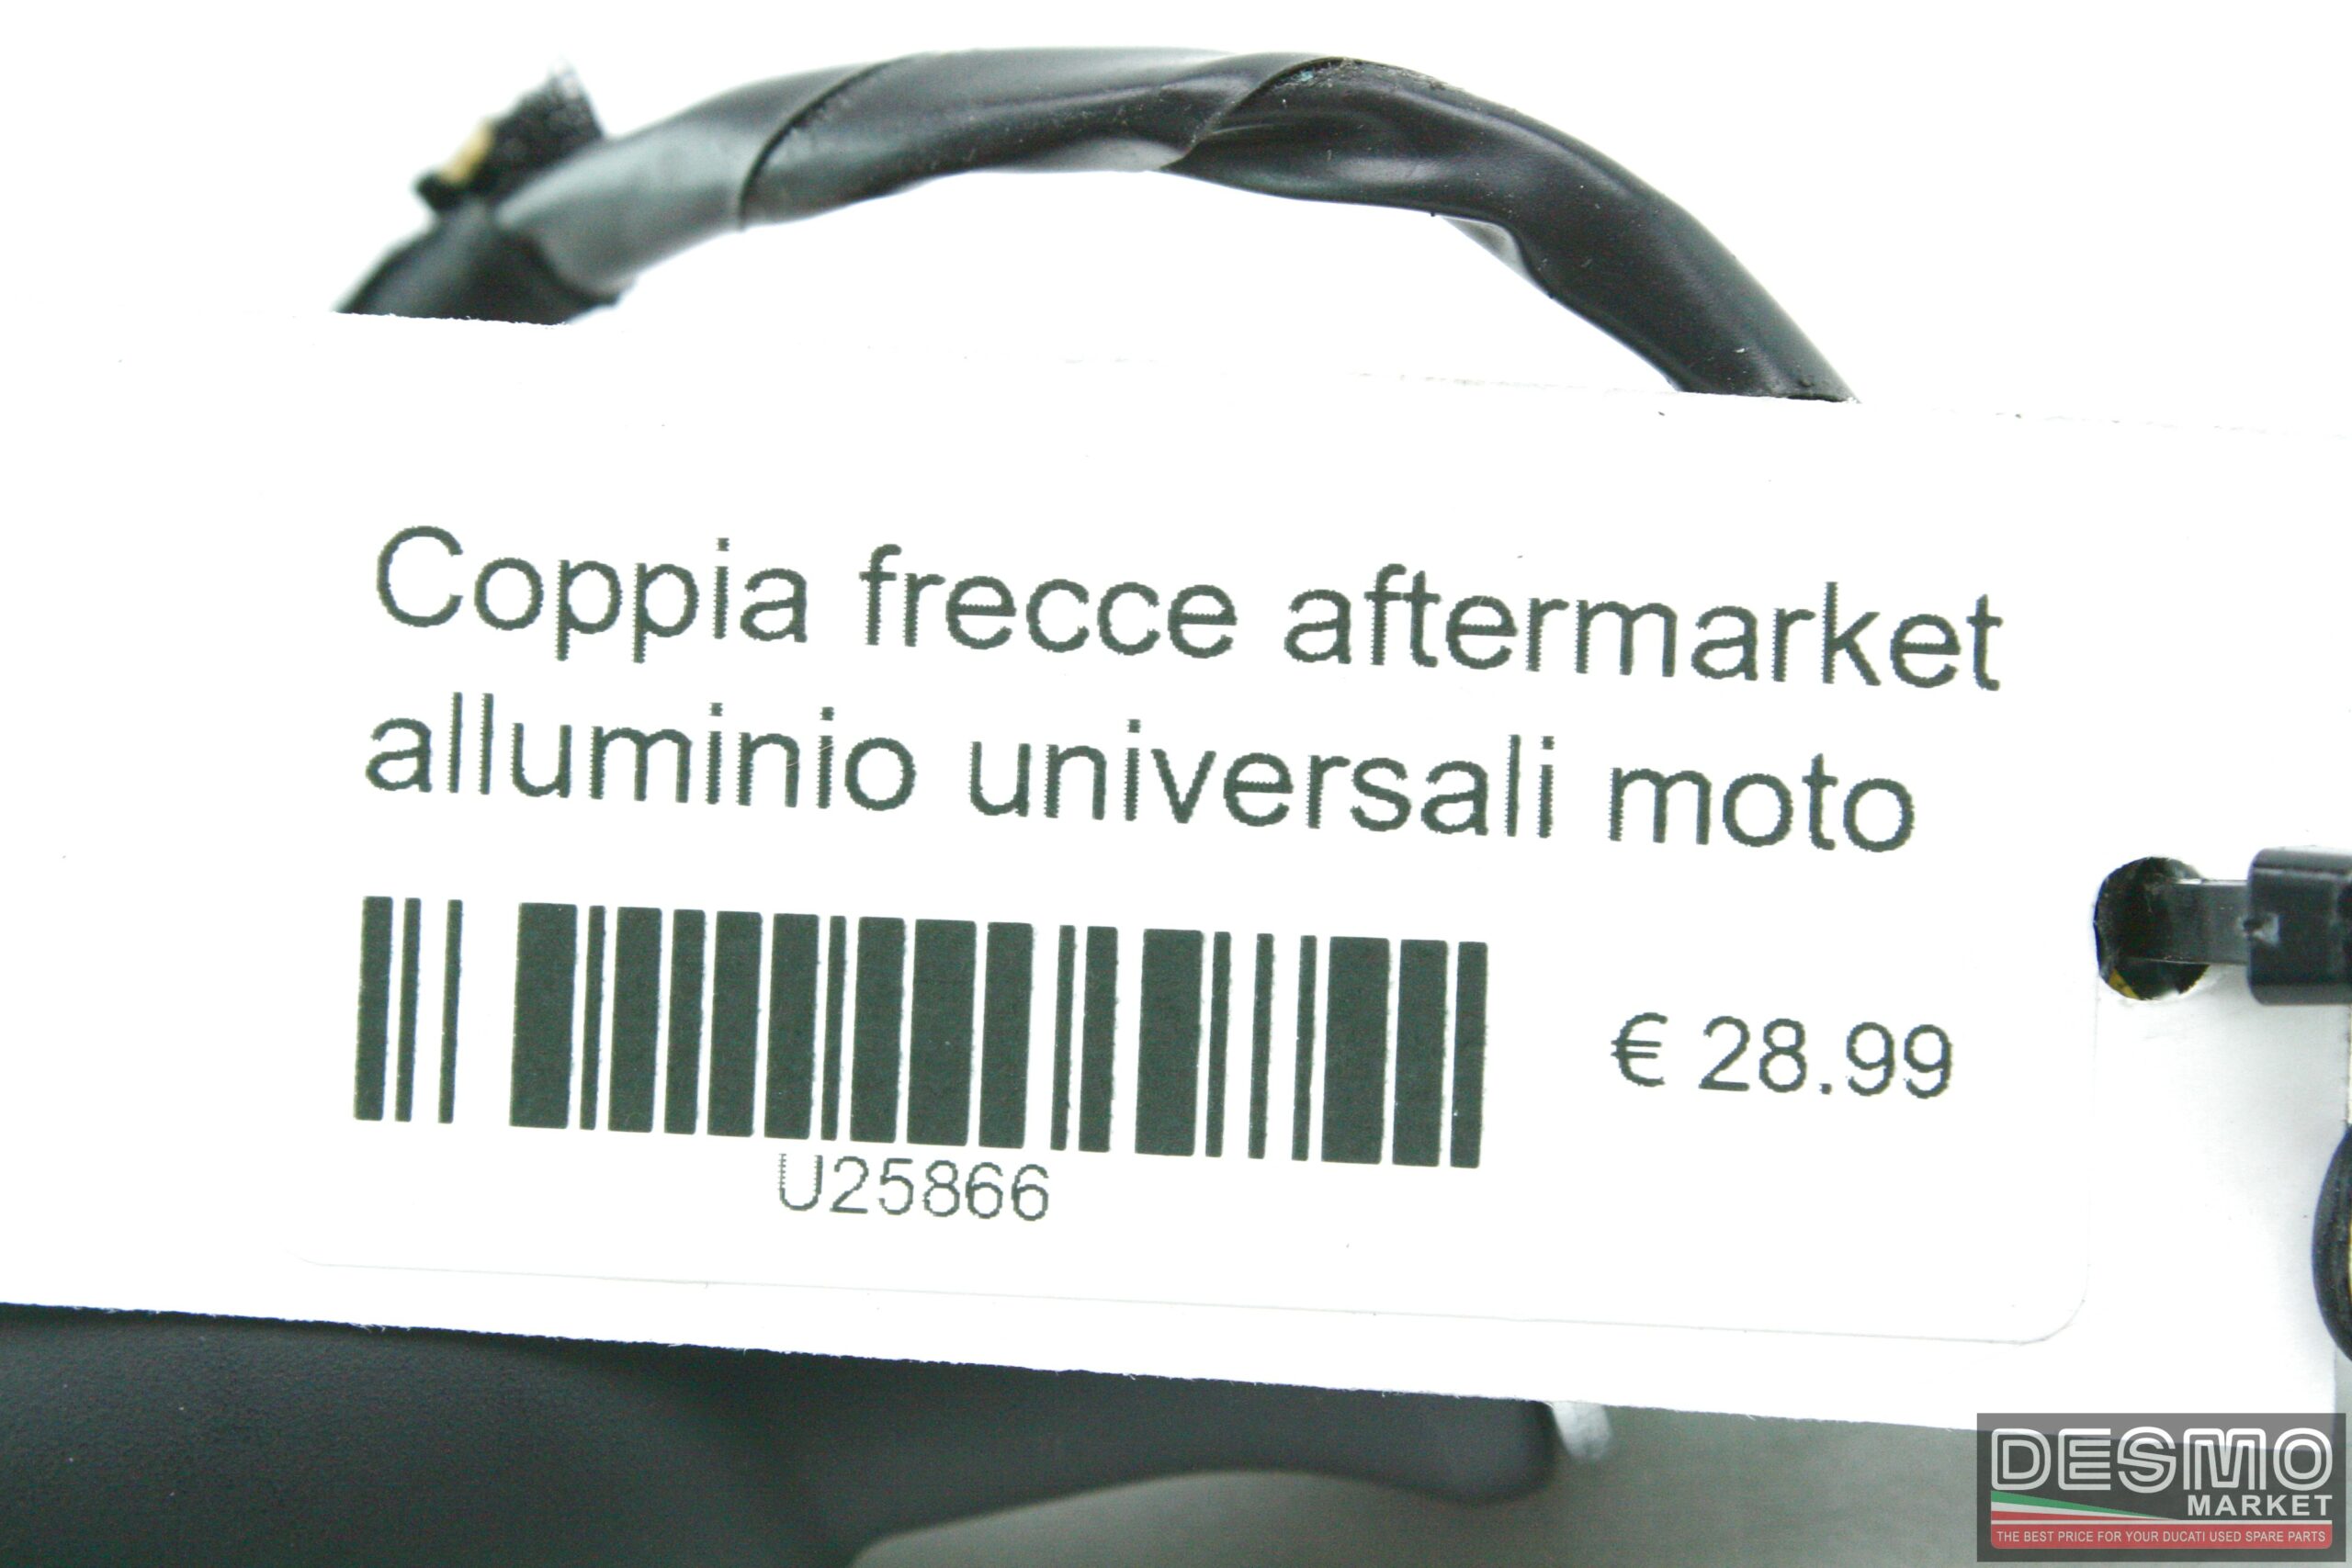 Coppia frecce aftermarket
alluminio universali moto
€ 28.99
U25866
DESMO
MARKET
THE BEST PRICE FOR YOUR DUCATI USED SPARE PARTS